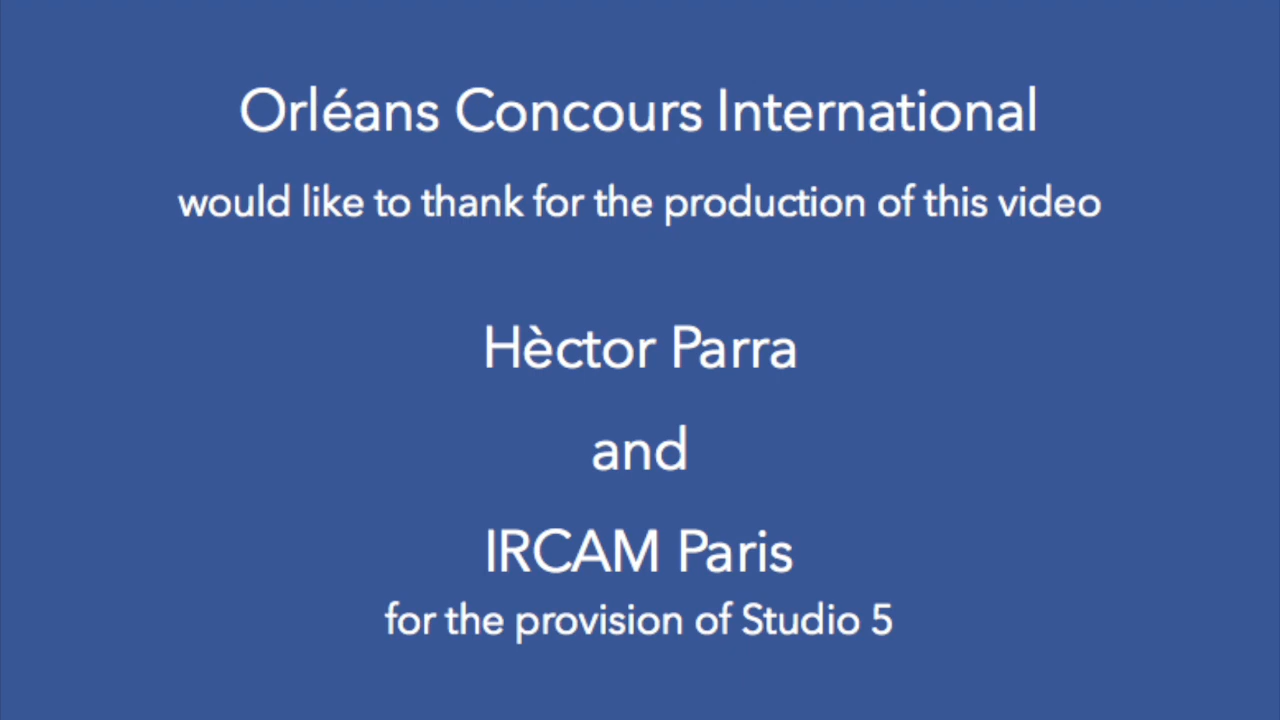 Orléans Concours International
would like to thank for the production of this video
Hèctor Parra
and
IRCAM Paris
for the provision of Studio 5